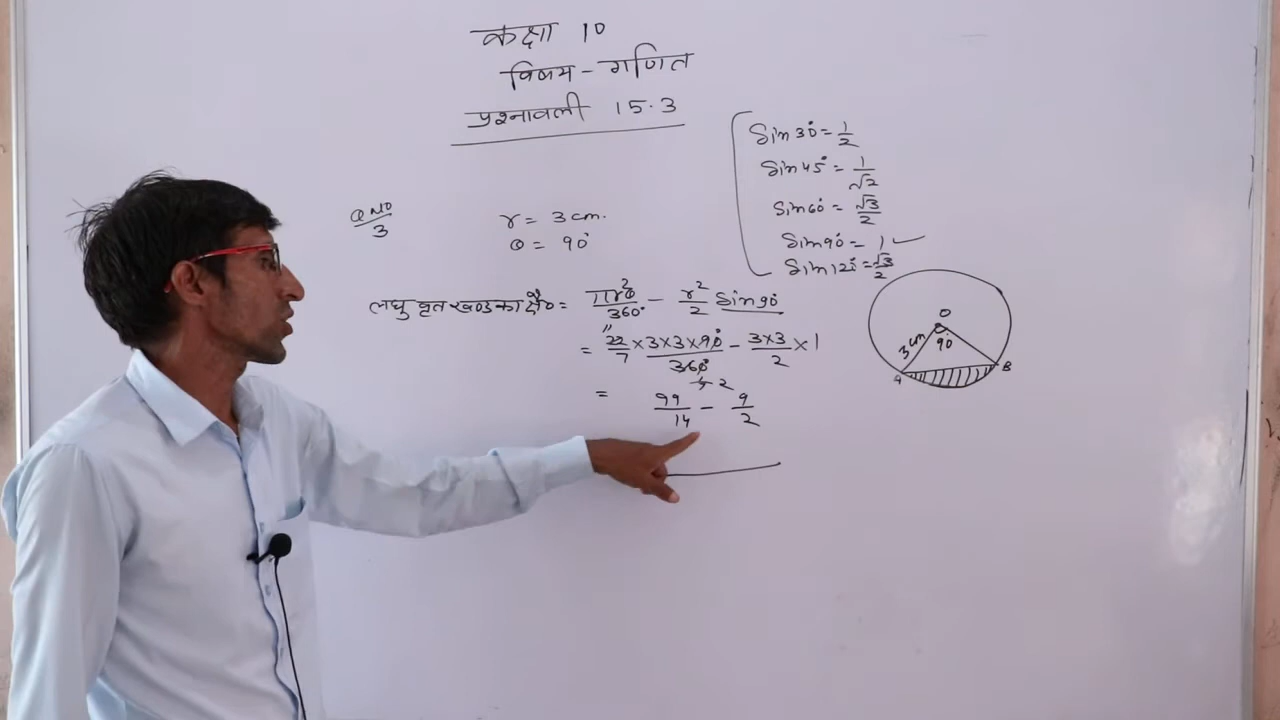 कक्षा 10
विषय - गणित
प्रश्नावली 15.3
Sin 30° = 1/2
Sin 45° = 1/√2
Sin 60° = √3/2
Sin 90° = 1 ✓
Sin 120° = √3/2
Q NO 3
r = 3 cm.
θ = 90°
लघु वृत खण्ड का क्षे० = πr²θ/360° - r²/2 Sin 90°
= 22/7 × 3×3×90°/360° - 3×3/2 × 1
11
4 2
= 99/14 - 9/2
O
3 cm
90°
A
B